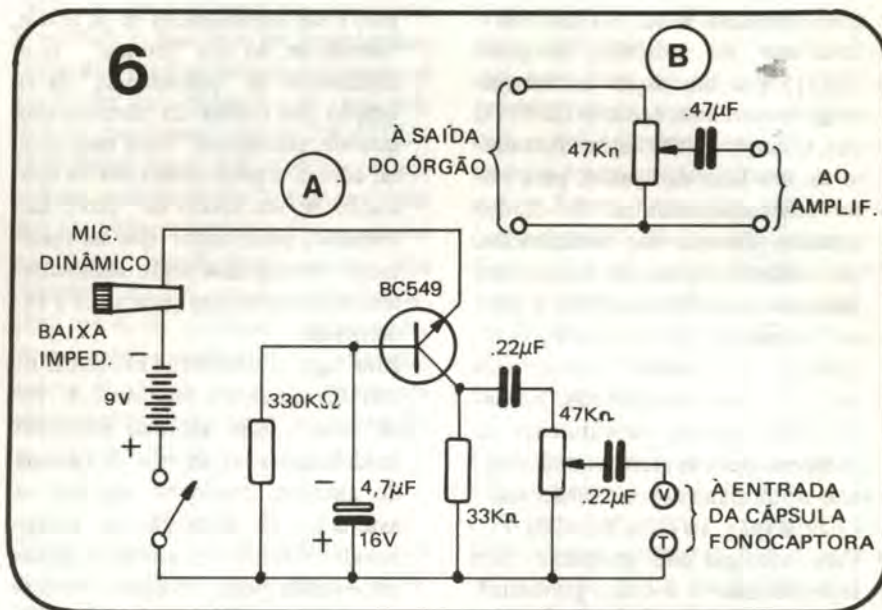 6
B
À SAÍDA
DO ÓRGÃO
47Kn
.47µF
AO
AMPLIF.
A
MIC.
DINÂMICO
BAIXA
IMPED.
−
9V
+
BC549
330KΩ
−
4,7µF
+
16V
.22µF
33Kn
47Kn
.22µF
V
T
À ENTRADA
DA CÁPSULA
FONOCAPTORA